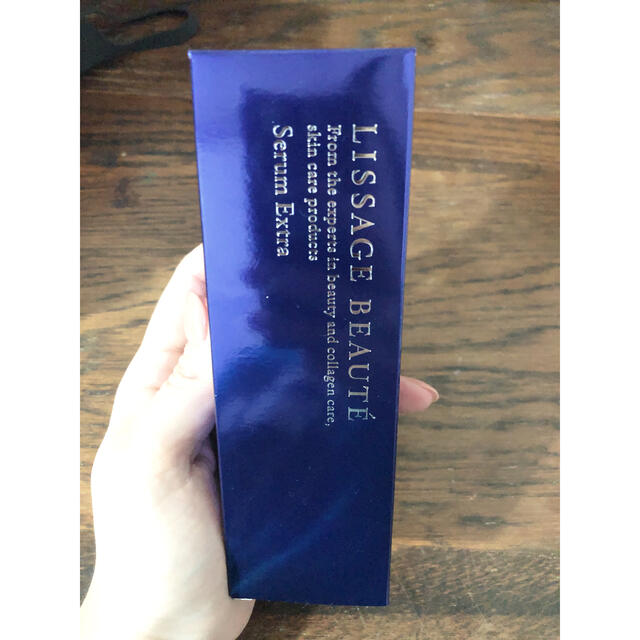 LISSAGE BEAUTÉ
From the experts in beauty and collagen care,
skin care products
Serum Extra